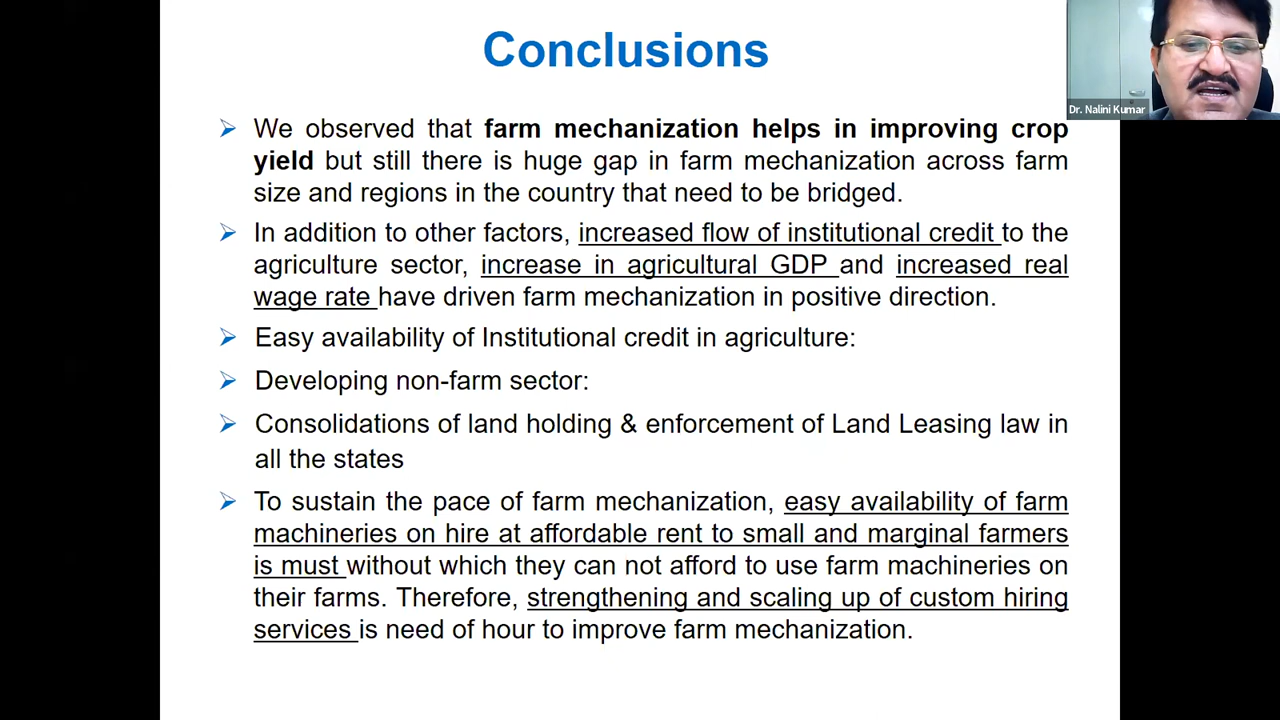 Conclusions
Dr. Nalini Kumar
➢ We observed that farm mechanization helps in improving crop
yield but still there is huge gap in farm mechanization across farm
size and regions in the country that need to be bridged.
➢ In addition to other factors, increased flow of institutional credit to the
agriculture sector, increase in agricultural GDP and increased real
wage rate have driven farm mechanization in positive direction.
➢ Easy availability of Institutional credit in agriculture:
➢ Developing non-farm sector:
➢ Consolidations of land holding & enforcement of Land Leasing law in
all the states
➢ To sustain the pace of farm mechanization, easy availability of farm
machineries on hire at affordable rent to small and marginal farmers
is must without which they can not afford to use farm machineries on
their farms. Therefore, strengthening and scaling up of custom hiring
services is need of hour to improve farm mechanization.